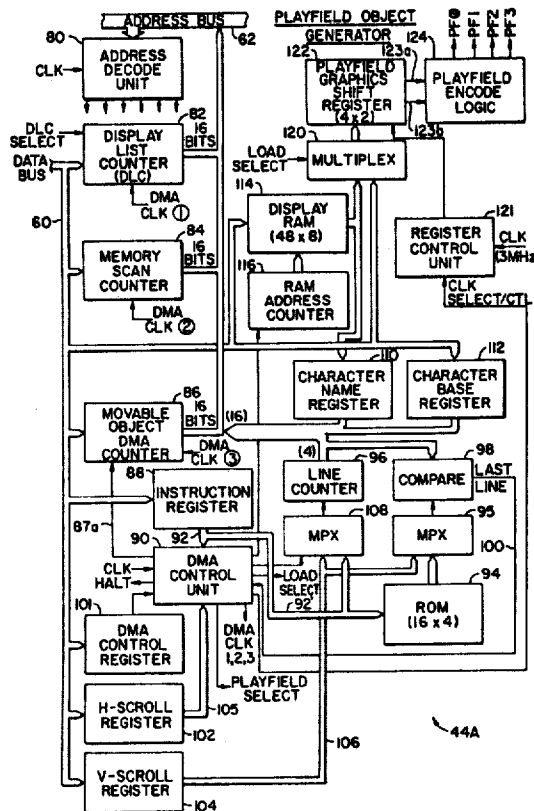 ADDRESS BUS
62
80
ADDRESS
DECODE
UNIT
CLK
DLC
SELECT
DATA
BUS
82
DISPLAY
LIST
COUNTER
(DLC)
16
BITS
DMA
CLK ①
60
84
MEMORY
SCAN
COUNTER
16
BITS
DMA
CLK ②
86
MOVABLE
OBJECT
DMA
COUNTER
16
BITS
(16)
DMA
CLK ③
88
INSTRUCTION
REGISTER
87a
90
92
DMA
CONTROL
UNIT
CLK
HALT
LOAD
SELECT
92'
DMA
CLK
1,2,3
PLAYFIELD
SELECT
101
DMA
CONTROL
REGISTER
105
H-SCROLL
REGISTER
102
V-SCROLL
REGISTER
104
106
PLAYFIELD OBJECT
GENERATOR
122
123a
124
PLAYFIELD
GRAPHICS
SHIFT
REGISTER
(4 x 2)
PF0
PF1
PF2
PF3
PLAYFIELD
ENCODE
LOGIC
123b
120
LOAD
SELECT
MULTIPLEX
114
DISPLAY
RAM
(48 x 8)
116
RAM
ADDRESS
COUNTER
121
REGISTER
CONTROL
UNIT
CLK
(3MHz)
CLK
SELECT/CTL
110
CHARACTER
NAME
REGISTER
112
CHARACTER
BASE
REGISTER
(4)
96
LINE
COUNTER
98
COMPARE
LAST
LINE
108
MPX
95
MPX
100
94
ROM
(16 x 4)
44A